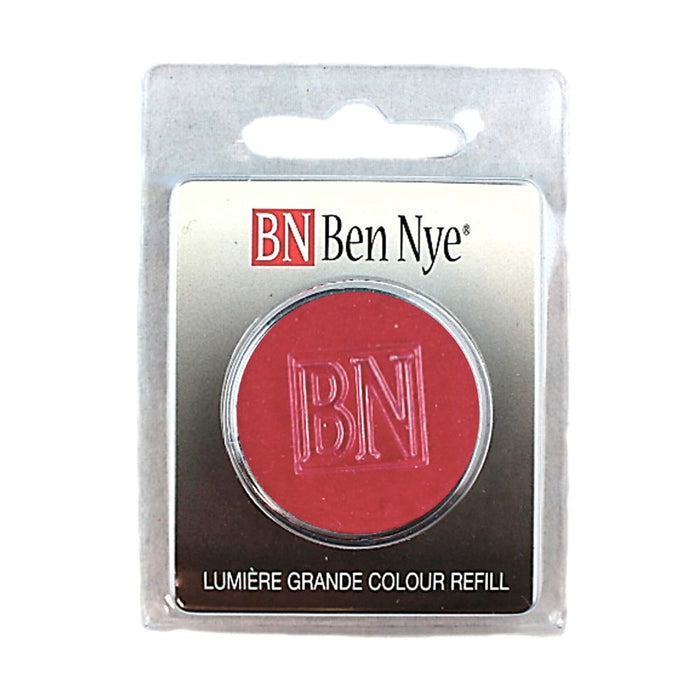 BN Ben Nye®
BN
LUMIÈRE GRANDE COLOUR REFILL